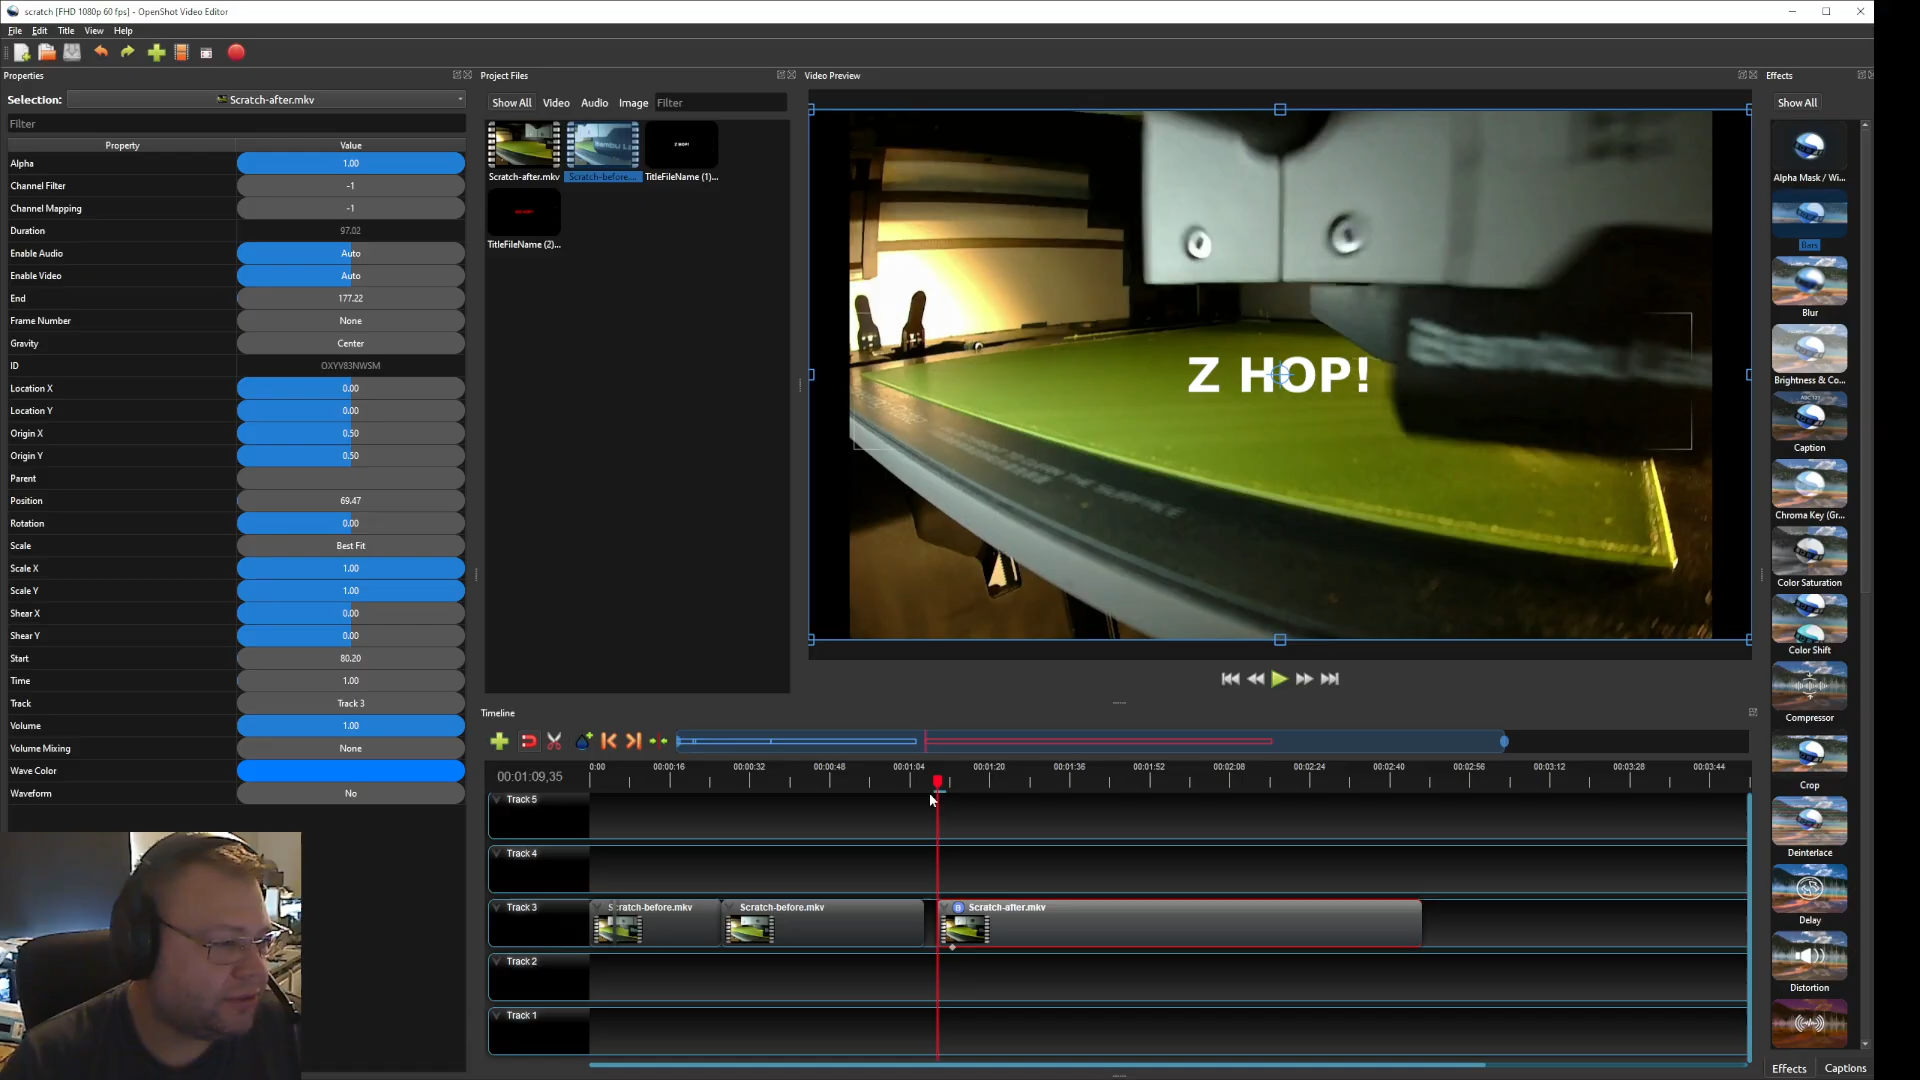 scratch [FHD 1080p 60 fps] - OpenShot Video Editor
File Edit Title View Help
Properties
Selection:
Scratch-after.mkv
Filter
Property Value
Alpha 1.00
Channel Filter -1
Channel Mapping -1
Duration 97.02
Enable Audio Auto
Enable Video Auto
End 177.22
Frame Number None
Gravity Center
ID OXYV83NWSM
Location X 0.00
Location Y 0.00
Origin X 0.50
Origin Y 0.50
Parent
Position 69.47
Rotation 0.00
Scale Best Fit
Scale X 1.00
Scale Y 1.00
Shear X 0.00
Shear Y 0.00
Start 80.20
Time 1.00
Track Track 3
Volume 1.00
Volume Mixing None
Wave Color
Waveform No
Project Files
Show All Video Audio Image Filter
Scratch-after.mkv Scratch-before.... TitleFileName (1)...
TitleFileName (2)...
Video Preview
Z HOP!
Effects
Show All
Alpha Mask / Wi...
Bars
Blur
Brightness & Co...
Caption
Chroma Key (Gr...
Color Saturation
Color Shift
Compressor
Crop
Deinterlace
Delay
Distortion
Effects Captions
Timeline
00:01:09,35
0:00 00:00:16 00:00:32 00:00:48 00:01:04 00:01:20 00:01:36 00:01:52 00:02:08 00:02:24 00:02:40 00:02:56 00:03:12 00:03:28 00:03:44
Track 5
Track 4
Track 3 Scratch-before.mkv Scratch-before.mkv Scratch-after.mkv
Track 2
Track 1